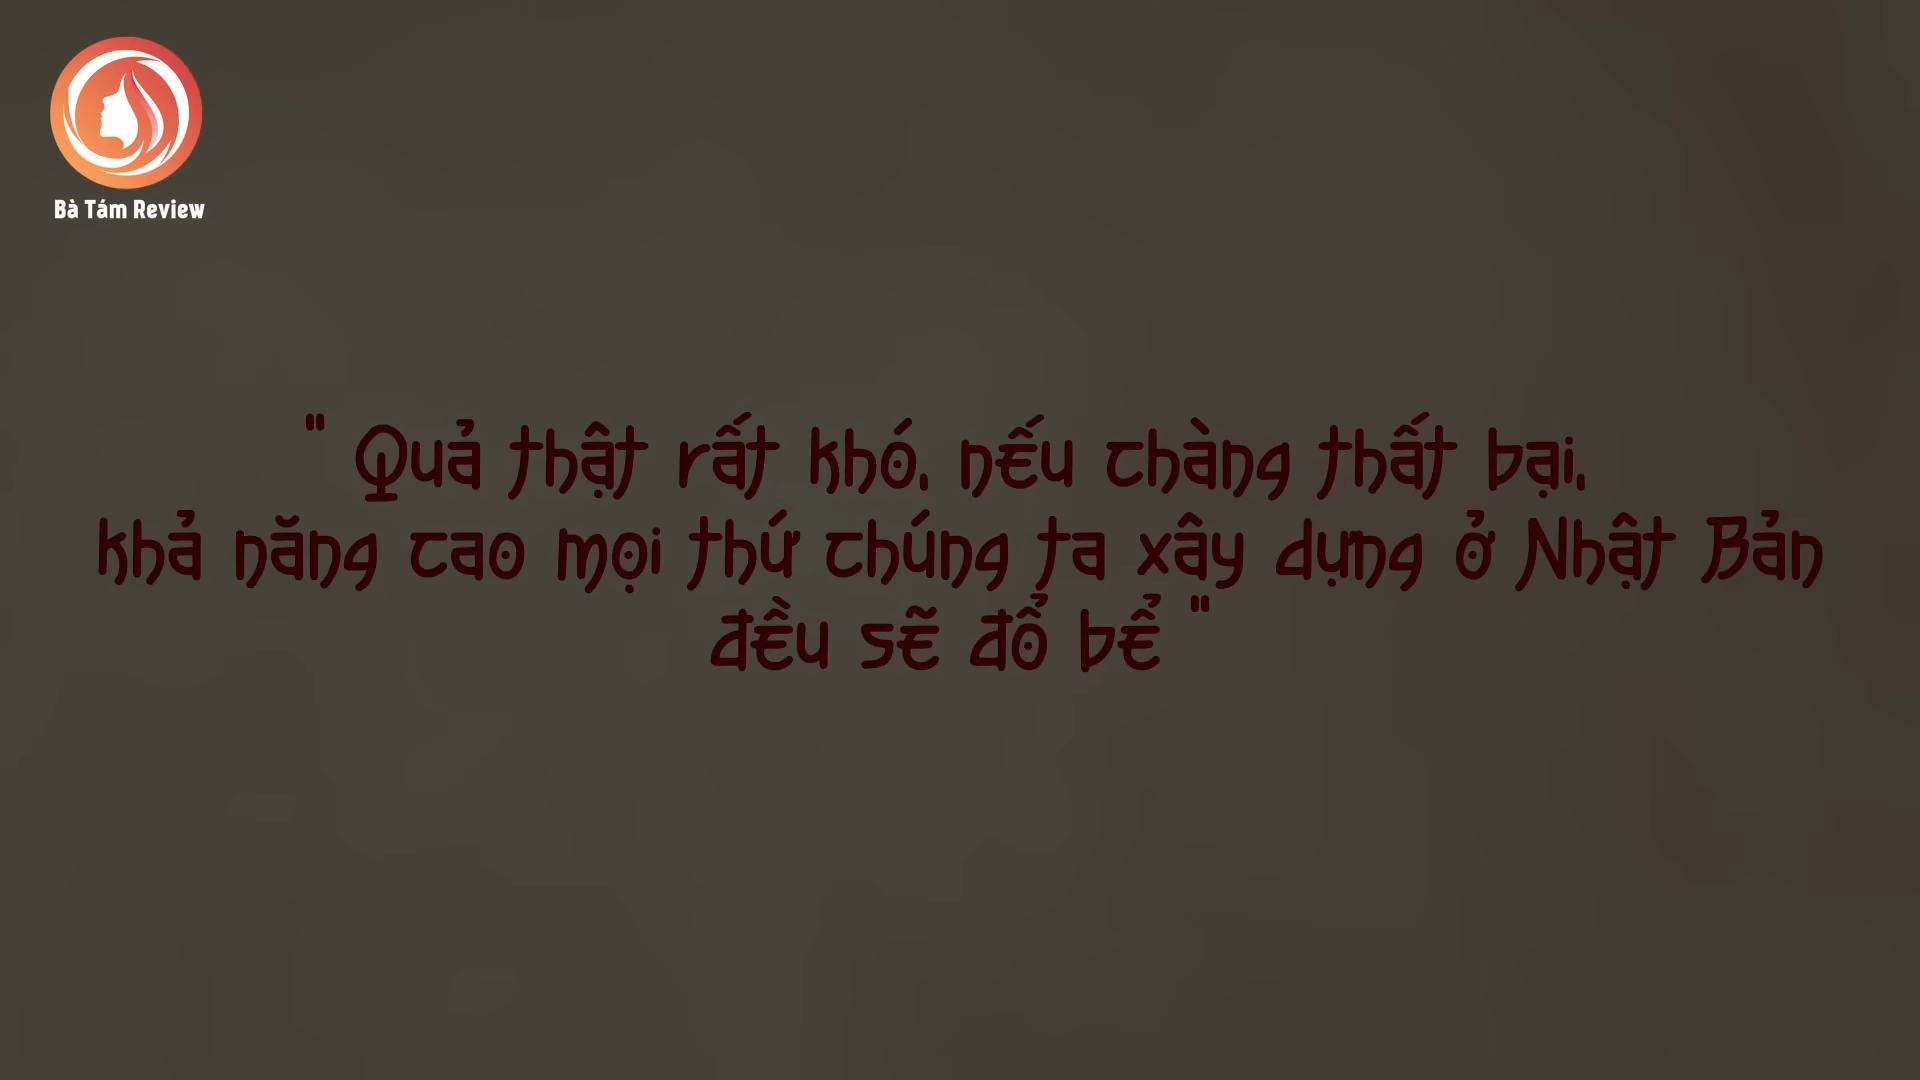 Bà Tám Review
" Quả thật rất khó, nếu chàng thất bại,
khả năng cao mọi thứ chúng ta xây dựng ở Nhật Bản
đều sẽ đổ bể "